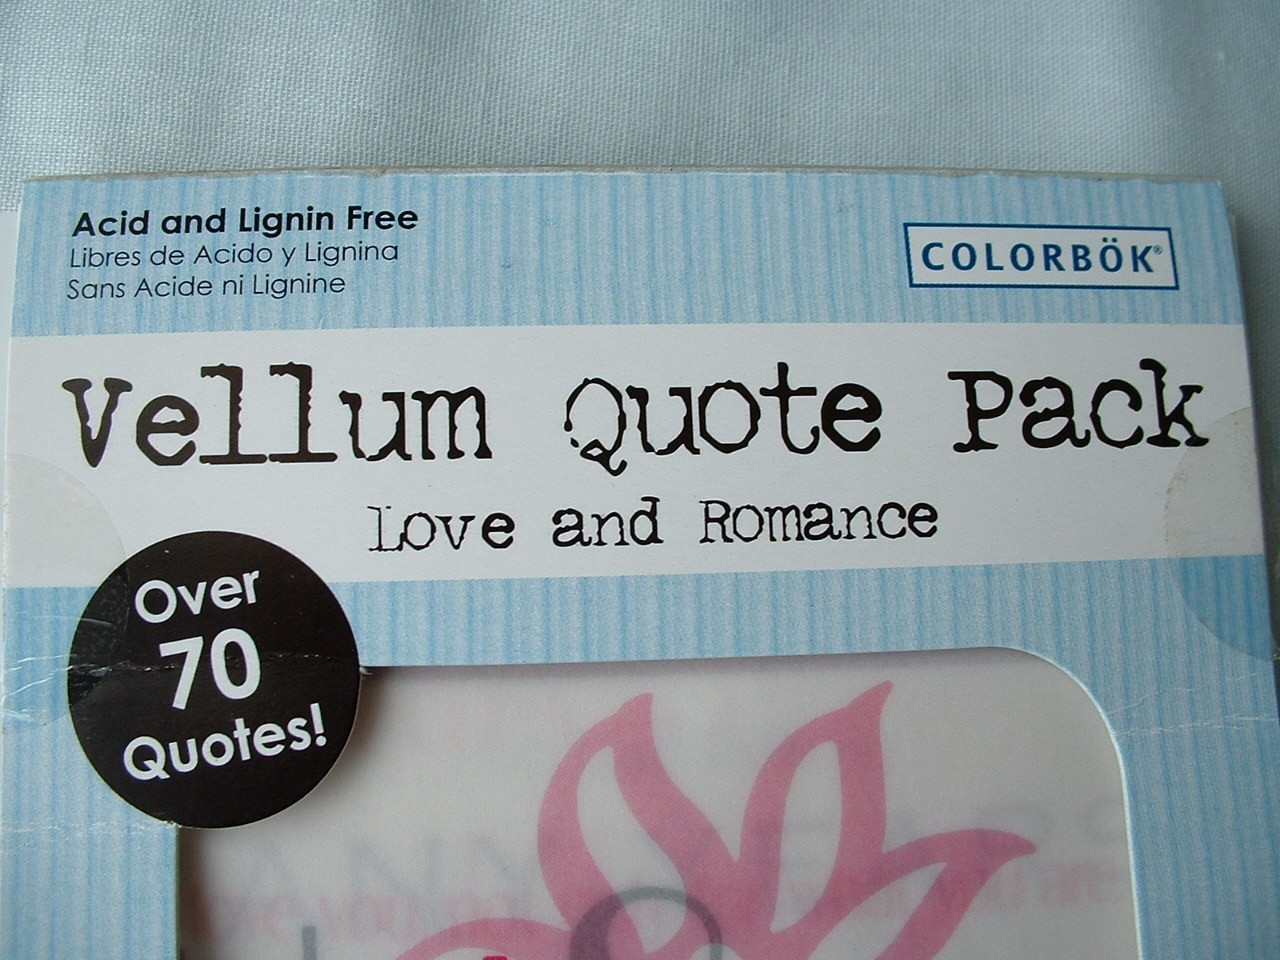 Acid and Lignin Free
Libres de Acido y Lignina
Sans Acide ni Lignine
COLORBÖK®
Vellum Quote Pack
Love and Romance
Over
70
Quotes!